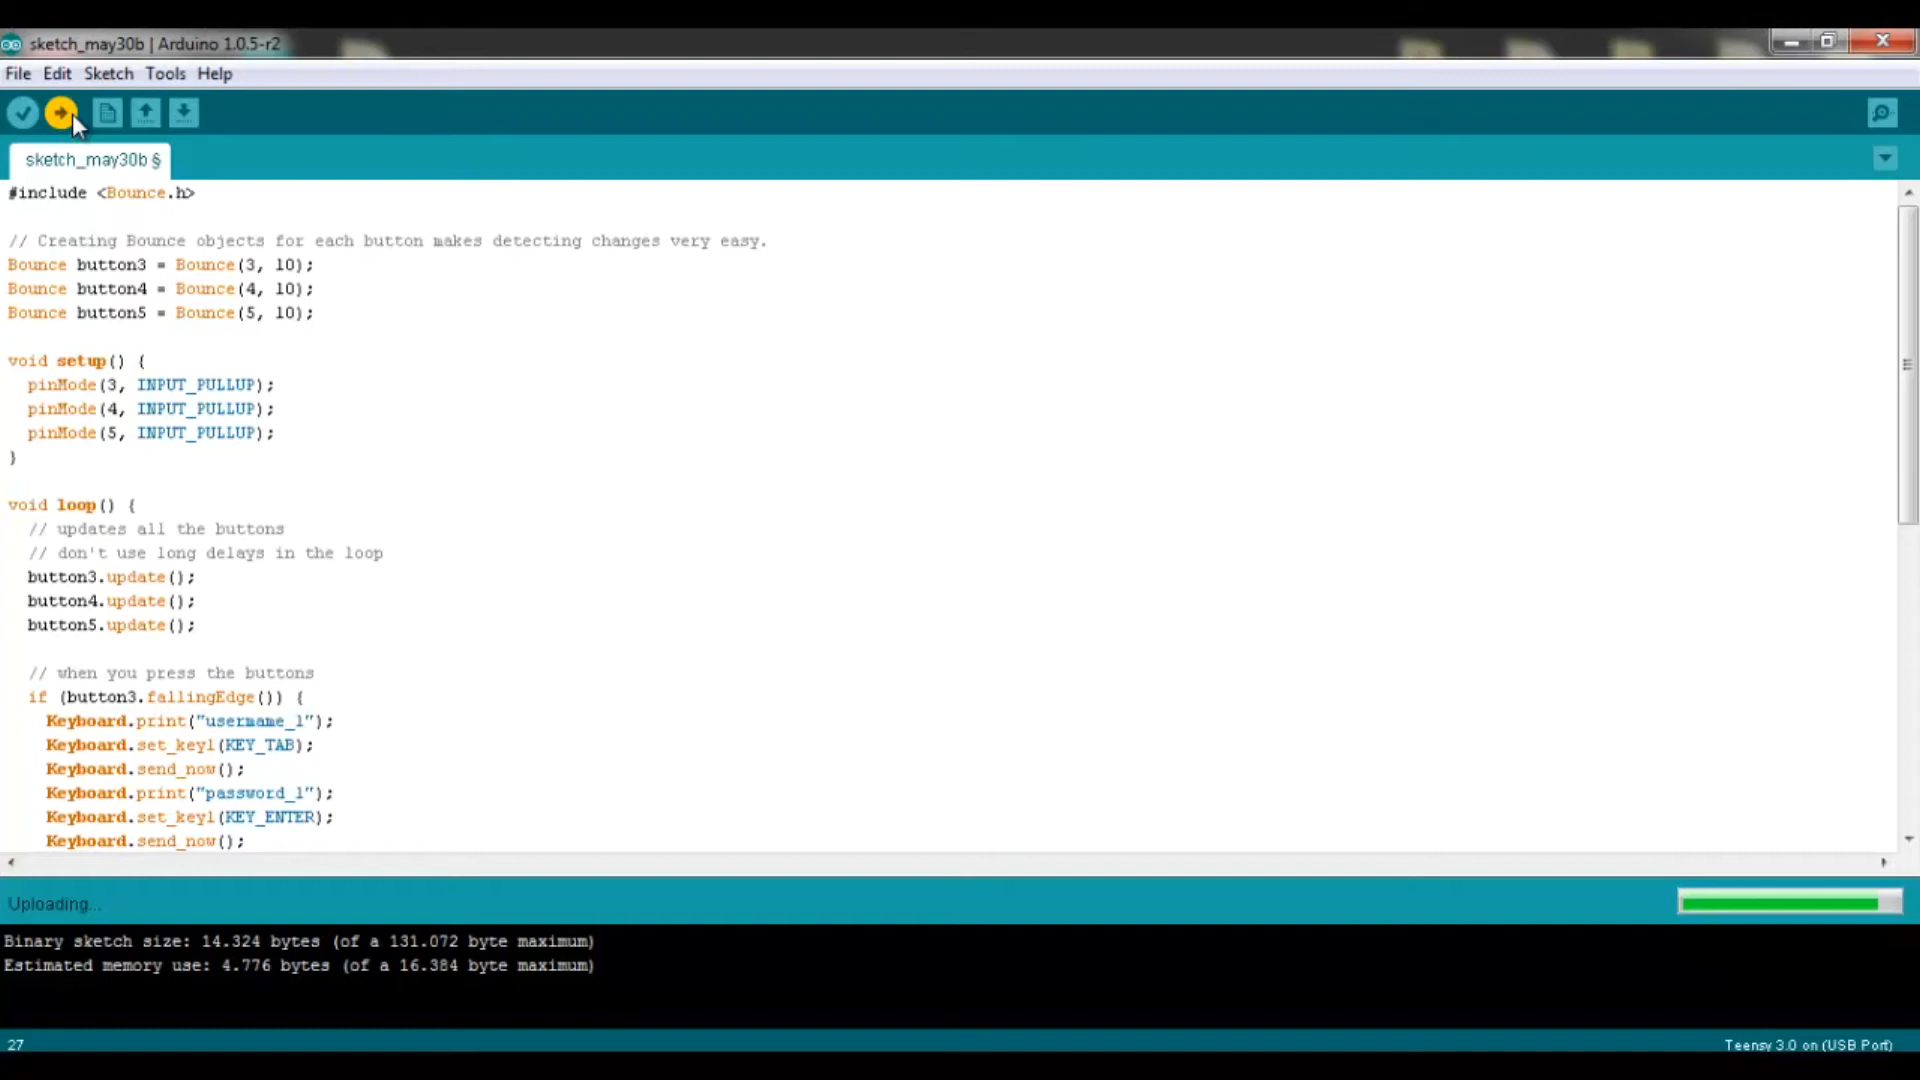 sketch_may30b | Arduino 1.0.5-r2
File Edit Sketch Tools Help
sketch_may30b §
#include <Bounce.h>
// Creating Bounce objects for each button makes detecting changes very easy.
Bounce button3 = Bounce(3, 10);
Bounce button4 = Bounce(4, 10);
Bounce button5 = Bounce(5, 10);
void setup() {
pinMode(3, INPUT_PULLUP);
pinMode(4, INPUT_PULLUP);
pinMode(5, INPUT_PULLUP);
}
void loop() {
// updates all the buttons
// don't use long delays in the loop
button3.update();
button4.update();
button5.update();
// when you press the buttons
if (button3.fallingEdge()) {
Keyboard.print("username_1");
Keyboard.set_key1(KEY_TAB);
Keyboard.send_now();
Keyboard.print("password_1");
Keyboard.set_key1(KEY_ENTER);
Keyboard.send_now();
Uploading...
Binary sketch size: 14.324 bytes (of a 131.072 byte maximum)
Estimated memory use: 4.776 bytes (of a 16.384 byte maximum)
27
Teensy 3.0 on (USB Port)